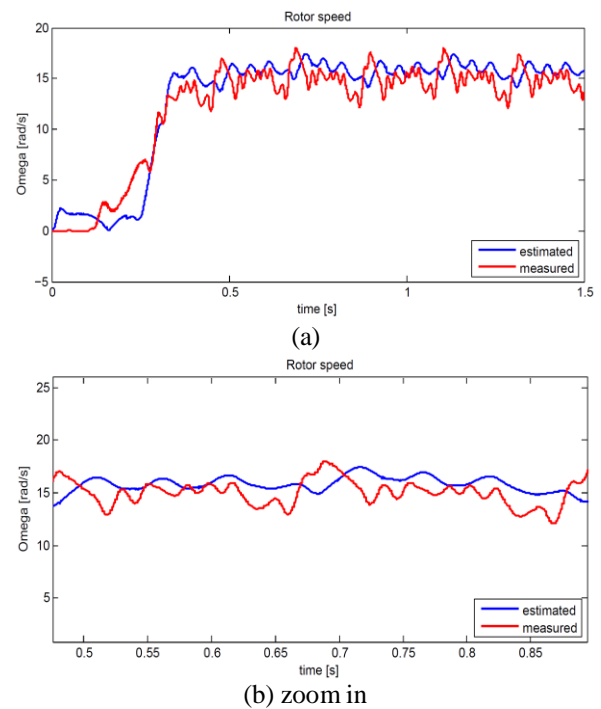 Rotor speed
20
15
10
5
0
-5
Omega [rad/s]
0
0.5
1
1.5
time [s]
estimated
measured
(a)
Rotor speed
25
20
15
10
5
Omega [rad/s]
0.5
0.55
0.6
0.65
0.7
0.75
0.8
0.85
time [s]
estimated
measured
(b) zoom in